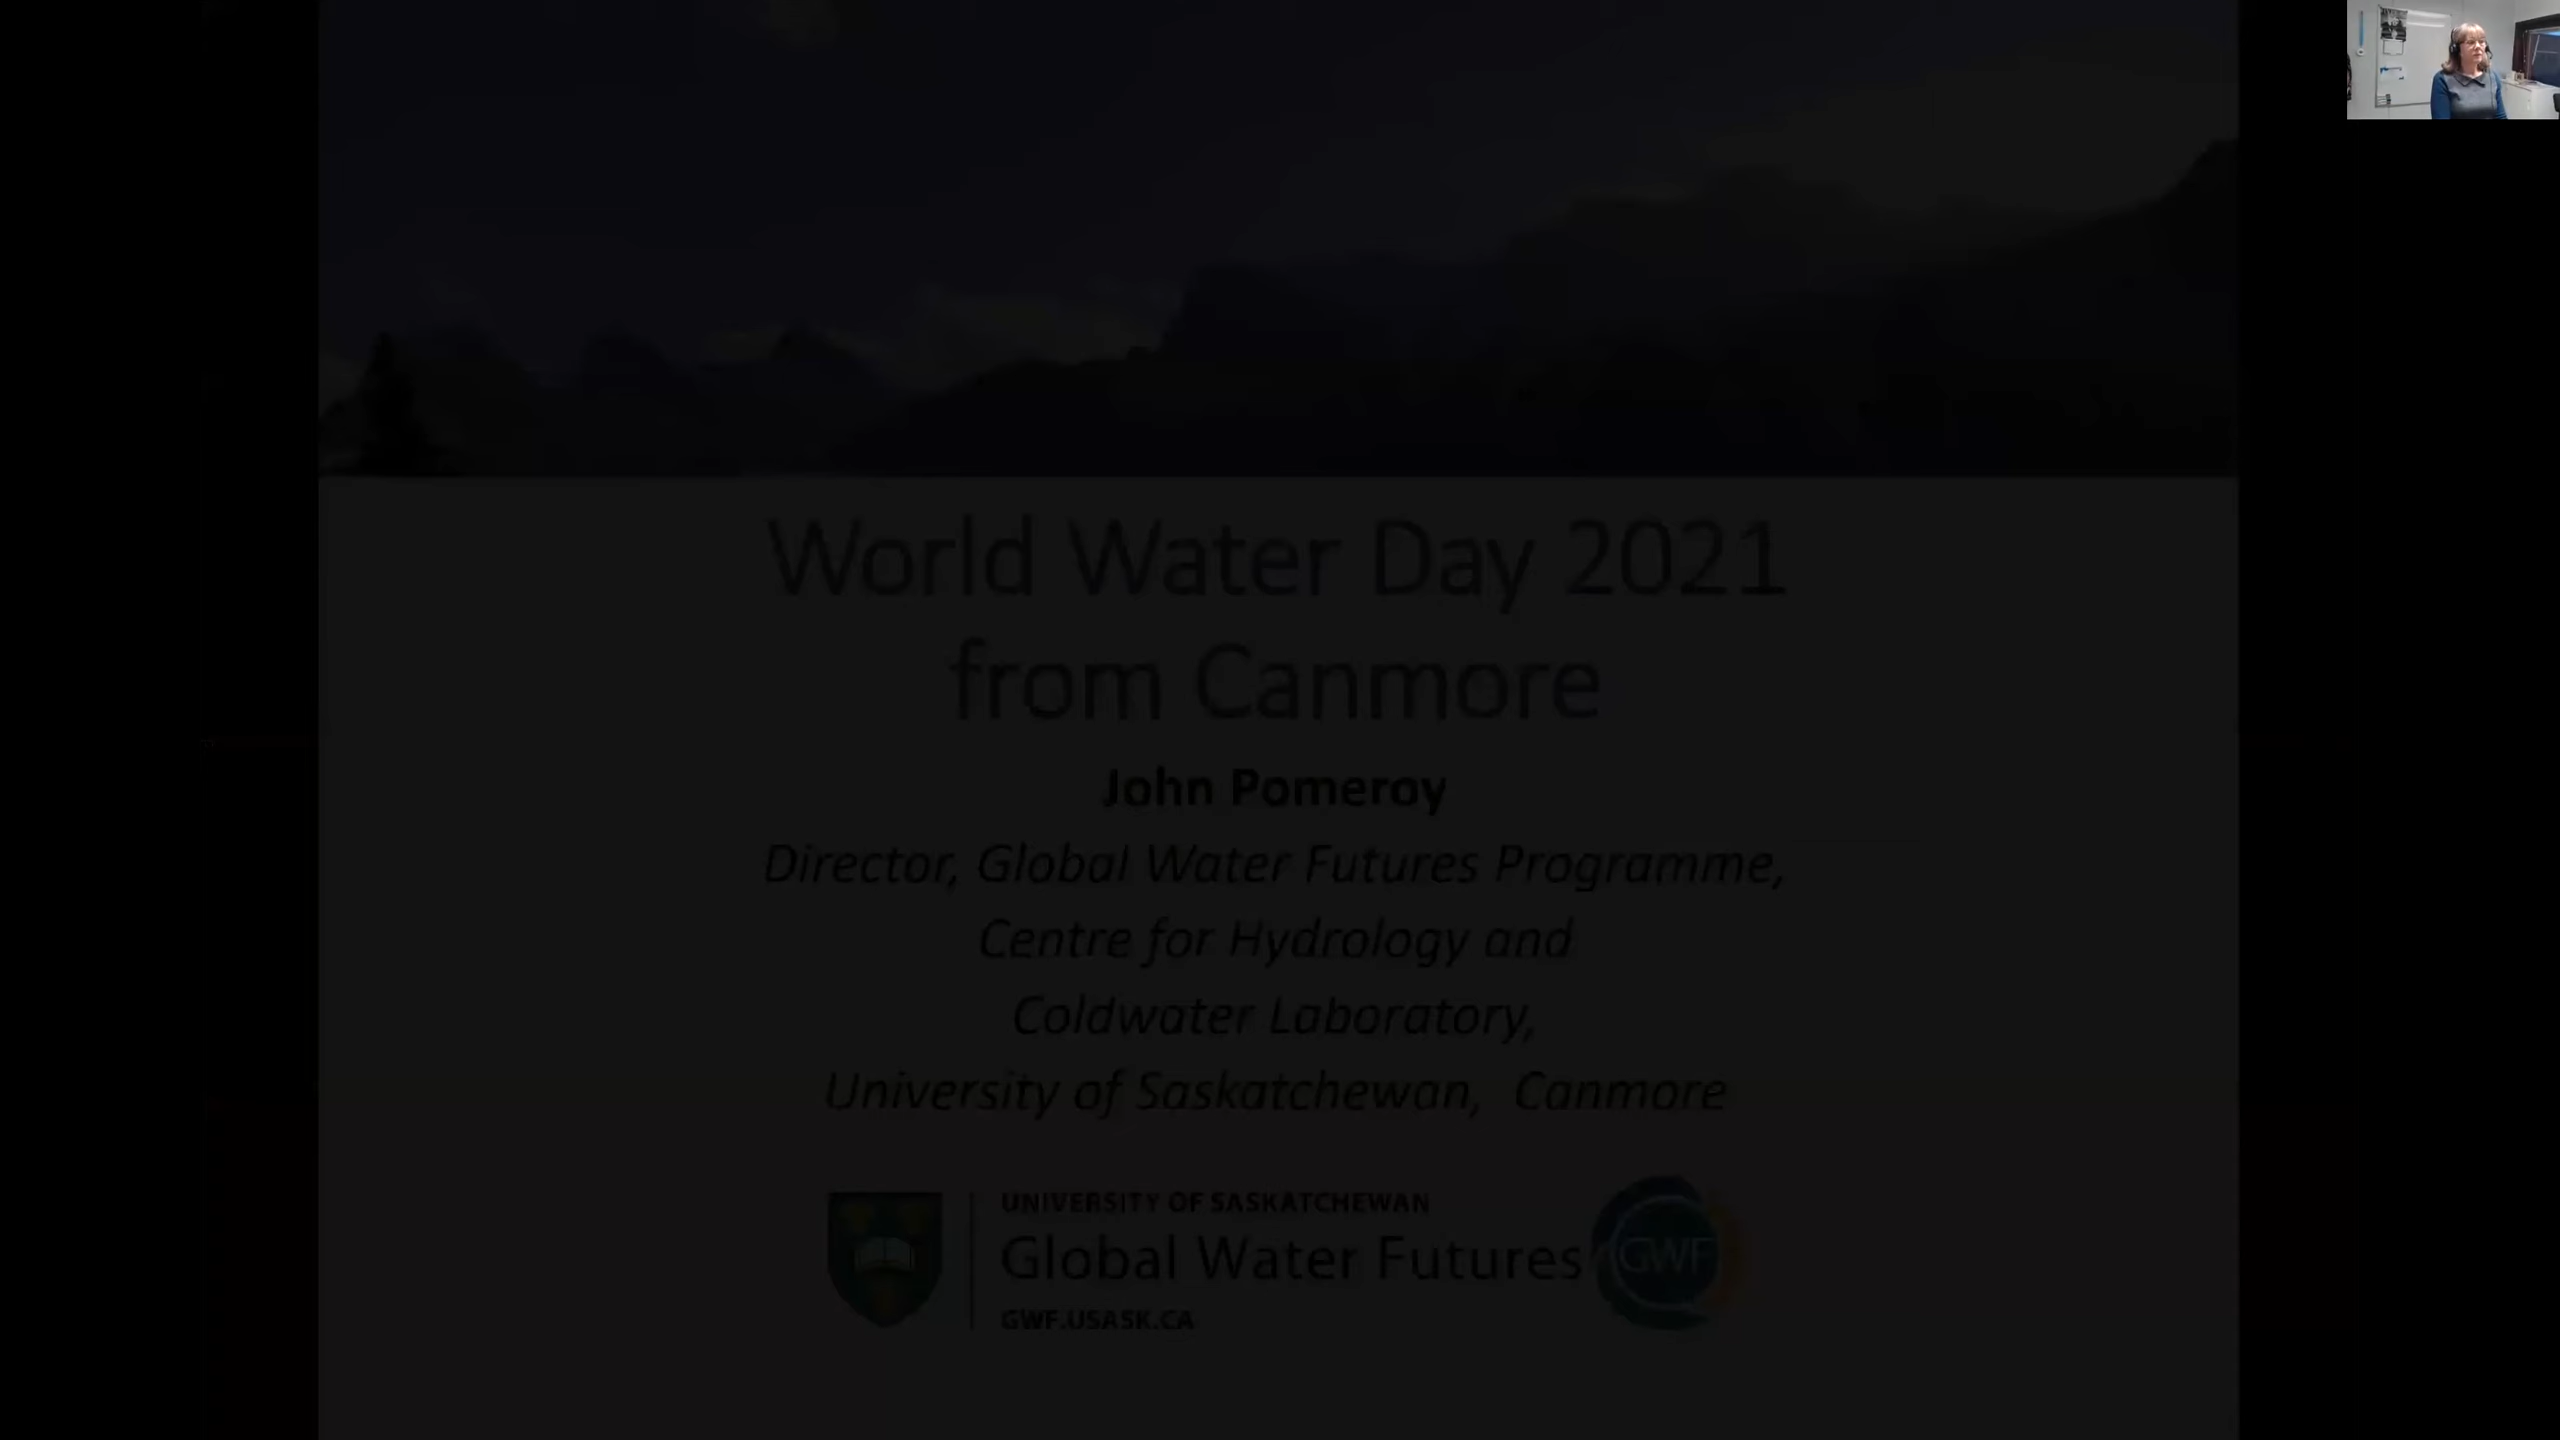 World Water Day 2021
from Canmore
John Pomeroy
Director, Global Water Futures Programme,
Centre for Hydrology and
Coldwater Laboratory,
University of Saskatchewan, Canmore
UNIVERSITY OF SASKATCHEWAN
Global Water Futures
GWF.USASK.CA
GWF